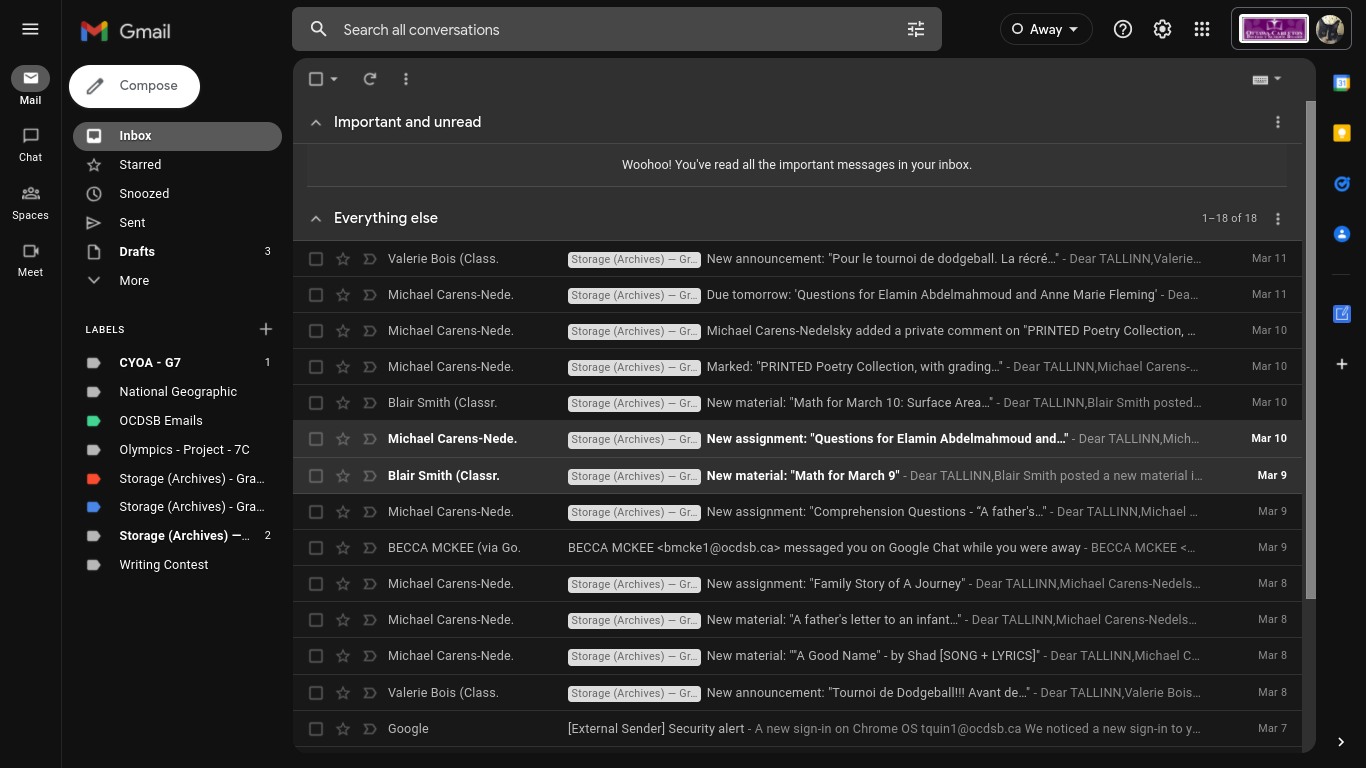 Gmail
Search all conversations
Away
OTTAWA-CARLETON
Mail
Compose
Chat
Inbox
Starred
Spaces
Snoozed
Sent
Meet
Drafts 3
More
LABELS
CYOA - G7 1
National Geographic
OCDSB Emails
Olympics - Project - 7C
Storage (Archives) - Gra...
Storage (Archives) - Gra...
Storage (Archives) —... 2
Writing Contest
Important and unread
Woohoo! You've read all the important messages in your inbox.
Everything else 1–18 of 18
Valerie Bois (Class. Storage (Archives) — Gr... New announcement: "Pour le tournoi de dodgeball. La récré…" - Dear TALLINN,Valerie… Mar 11
Michael Carens-Nede. Storage (Archives) — Gr... Due tomorrow: 'Questions for Elamin Abdelmahmoud and Anne Marie Fleming' - Dea… Mar 11
Michael Carens-Nede. Storage (Archives) — Gr... Michael Carens-Nedelsky added a private comment on "PRINTED Poetry Collection, … Mar 10
Michael Carens-Nede. Storage (Archives) — Gr... Marked: "PRINTED Poetry Collection, with grading…" - Dear TALLINN,Michael Carens-… Mar 10
Blair Smith (Classr. Storage (Archives) — Gr... New material: "Math for March 10: Surface Area…" - Dear TALLINN,Blair Smith posted… Mar 10
Michael Carens-Nede. Storage (Archives) — Gr... New assignment: "Questions for Elamin Abdelmahmoud and…" - Dear TALLINN,Mich… Mar 10
Blair Smith (Classr. Storage (Archives) — Gr... New material: "Math for March 9" - Dear TALLINN,Blair Smith posted a new material i… Mar 9
Michael Carens-Nede. Storage (Archives) — Gr... New assignment: "Comprehension Questions - “A father's…" - Dear TALLINN,Michael … Mar 9
BECCA MCKEE (via Go. BECCA MCKEE <bmcke1@ocdsb.ca> messaged you on Google Chat while you were away - BECCA MCKEE <… Mar 9
Michael Carens-Nede. Storage (Archives) — Gr... New assignment: "Family Story of A Journey" - Dear TALLINN,Michael Carens-Nedels… Mar 8
Michael Carens-Nede. Storage (Archives) — Gr... New material: "A father's letter to an infant…" - Dear TALLINN,Michael Carens-Nedels… Mar 8
Michael Carens-Nede. Storage (Archives) — Gr... New material: ""A Good Name" - by Shad [SONG + LYRICS]" - Dear TALLINN,Michael C… Mar 8
Valerie Bois (Class. Storage (Archives) — Gr... New announcement: "Tournoi de Dodgeball!!! Avant de…" - Dear TALLINN,Valerie Bois… Mar 8
Google [External Sender] Security alert - A new sign-in on Chrome OS tquin1@ocdsb.ca We noticed a new sign-in to y… Mar 7
31